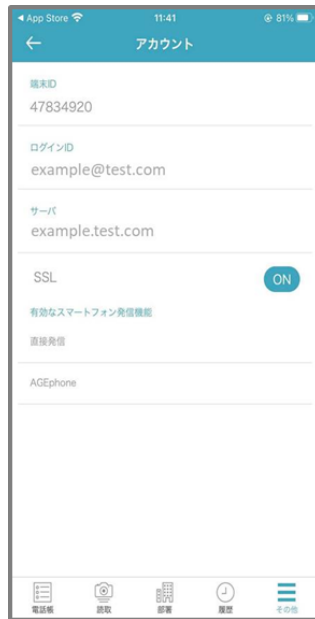 ◀ App Store 11:41 81%
アカウント
端末ID
47834920
ログインID
example@test.com
サーバ
example.test.com
SSL ON
有効なスマートフォン発信機能
直接発信
AGEphone
電話帳 読取 部署 履歴 その他